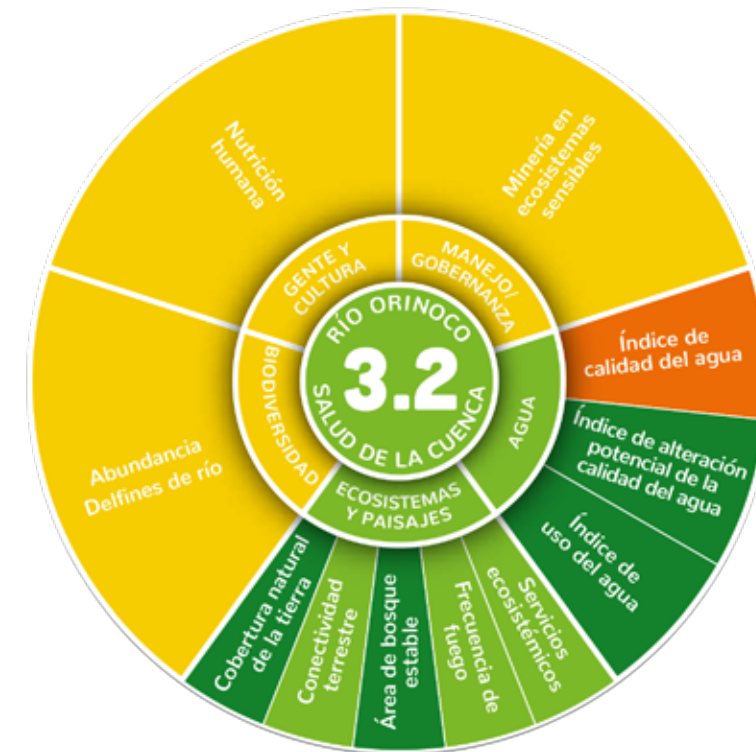 RÍO ORINOCO
3.2
SALUD DE LA CUENCA
GENTE Y
CULTURA
MANEJO/
GOBERNANZA
AGUA
ECOSISTEMAS
Y PAISAJES
BIODIVERSIDAD
Nutrición
humana
Minería en
ecosistemas
sensibles
Índice de
calidad del agua
Índice de alteración
potencial de la
calidad del agua
Índice de
uso del agua
Servicios
ecosistémicos
Frecuencia de
fuego
Área de bosque
estable
Conectividad
terrestre
Cobertura natural
de la tierra
Abundancia
Delfines de río